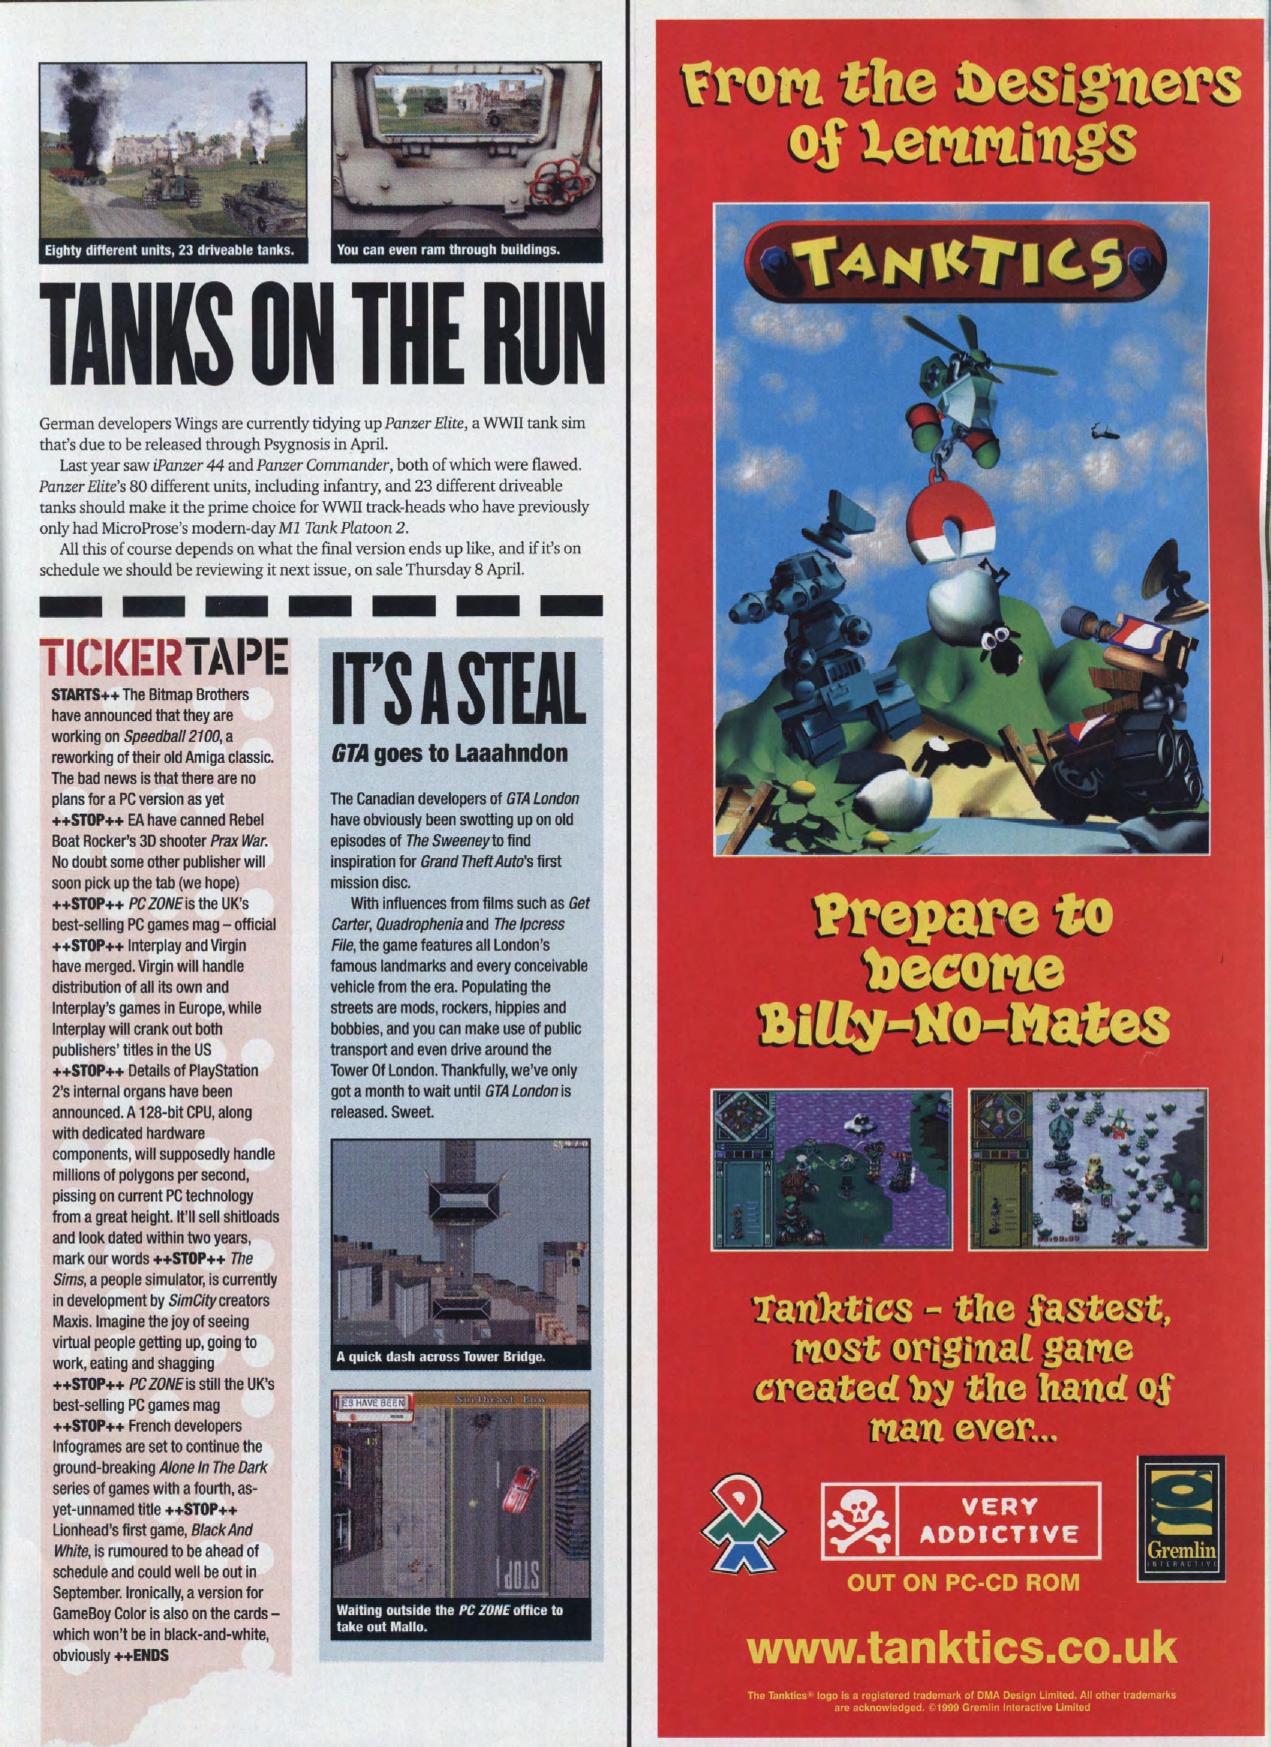 Eighty different units, 23 driveable tanks.
You can even ram through buildings.
TANKS ON THE RUN
German developers Wings are currently tidying up Panzer Elite, a WWII tank sim
that's due to be released through Psygnosis in April.
Last year saw iPanzer 44 and Panzer Commander, both of which were flawed.
Panzer Elite's 80 different units, including infantry, and 23 different driveable
tanks should make it the prime choice for WWII track-heads who have previously
only had MicroProse's modern-day M1 Tank Platoon 2.
All this of course depends on what the final version ends up like, and if it's on
schedule we should be reviewing it next issue, on sale Thursday 8 April.
TICKERTAPE
STARTS++ The Bitmap Brothers
have announced that they are
working on Speedball 2100, a
reworking of their old Amiga classic.
The bad news is that there are no
plans for a PC version as yet
++STOP++ EA have canned Rebel
Boat Rocker's 3D shooter Prax War.
No doubt some other publisher will
soon pick up the tab (we hope)
++STOP++ PC ZONE is the UK's
best-selling PC games mag – official
++STOP++ Interplay and Virgin
have merged. Virgin will handle
distribution of all its own and
Interplay's games in Europe, while
Interplay will crank out both
publishers' titles in the US
++STOP++ Details of PlayStation
2's internal organs have been
announced. A 128-bit CPU, along
with dedicated hardware
components, will supposedly handle
millions of polygons per second,
pissing on current PC technology
from a great height. It'll sell shitloads
and look dated within two years,
mark our words ++STOP++ The
Sims, a people simulator, is currently
in development by SimCity creators
Maxis. Imagine the joy of seeing
virtual people getting up, going to
work, eating and shagging
++STOP++ PC ZONE is still the UK's
best-selling PC games mag
++STOP++ French developers
Infogrames are set to continue the
ground-breaking Alone In The Dark
series of games with a fourth, as-
yet-unnamed title ++STOP++
Lionhead's first game, Black And
White, is rumoured to be ahead of
schedule and could well be out in
September. Ironically, a version for
GameBoy Color is also on the cards –
which won't be in black-and-white,
obviously ++ENDS
IT'S A STEAL
GTA goes to Laaahndon
The Canadian developers of GTA London
have obviously been swotting up on old
episodes of The Sweeney to find
inspiration for Grand Theft Auto's first
mission disc.
With influences from films such as Get
Carter, Quadrophenia and The Ipcress
File, the game features all London's
famous landmarks and every conceivable
vehicle from the era. Populating the
streets are mods, rockers, hippies and
bobbies, and you can make use of public
transport and even drive around the
Tower Of London. Thankfully, we've only
got a month to wait until GTA London is
released. Sweet.
A quick dash across Tower Bridge.
ES HAVE BEEN
STOP
Waiting outside the PC ZONE office to
take out Mallo.
From the Designers
of Lemmings
TANKTICS
Prepare to
become
Billy-No-Mates
Tanktics - the fastest,
most original game
created by the hand of
man ever...
DMA
VERY
ADDICTIVE
Gremlin
INTERACTIVE
OUT ON PC-CD ROM
www.tanktics.co.uk
The Tanktics® logo is a registered trademark of DMA Design Limited. All other trademarks
are acknowledged. ©1999 Gremlin Interactive Limited